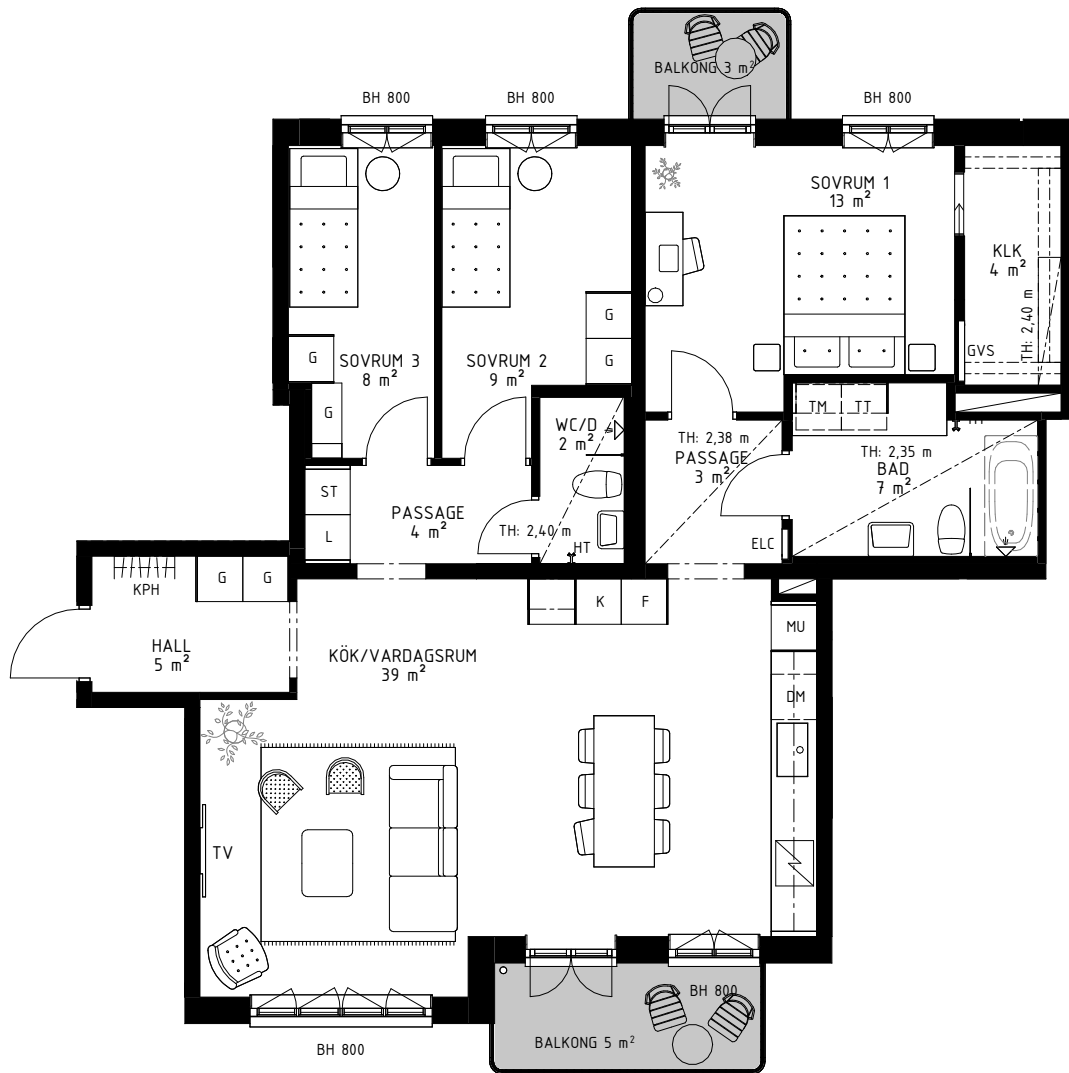 BALKONG 3 m²
BH 800
BH 800
BH 800
SOVRUM 1
13 m²
KLK
4 m²
TH: 2,40 m
GVS
G
G
G
SOVRUM 3
8 m²
SOVRUM 2
9 m²
G
TM
TT
WC/D
2 m²
TH: 2,38 m
PASSAGE
3 m²
TH: 2,35 m
BAD
7 m²
ST
L
PASSAGE
4 m²
TH: 2,40 m
HT
ELC
KPH
G
G
K
F
MU
HALL
5 m²
KÖK/VARDAGSRUM
39 m²
DM
TV
BH 800
BALKONG 5 m²
BH 800